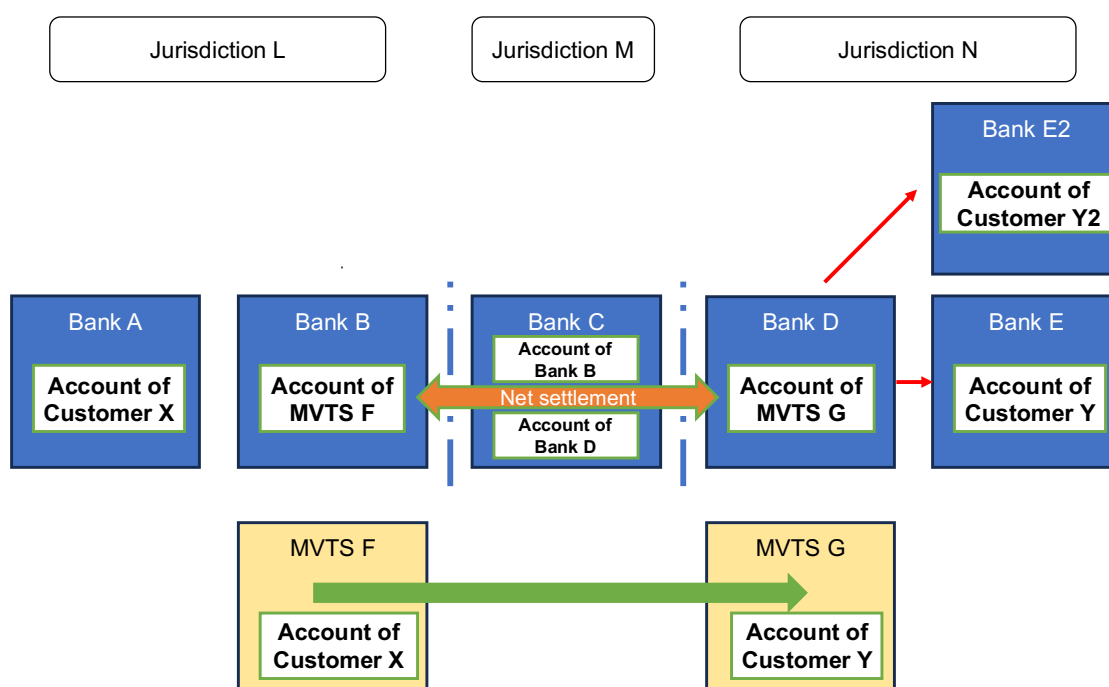 Jurisdiction L
Jurisdiction M
Jurisdiction N
Bank E2
Account of
Customer Y2
Bank A
Account of
Customer X
Bank B
Account of
MVTS F
Bank C
Account of
Bank B
Net settlement
Account of
Bank D
Bank D
Account of
MVTS G
Bank E
Account of
Customer Y
MVTS F
Account of
Customer X
MVTS G
Account of
Customer Y